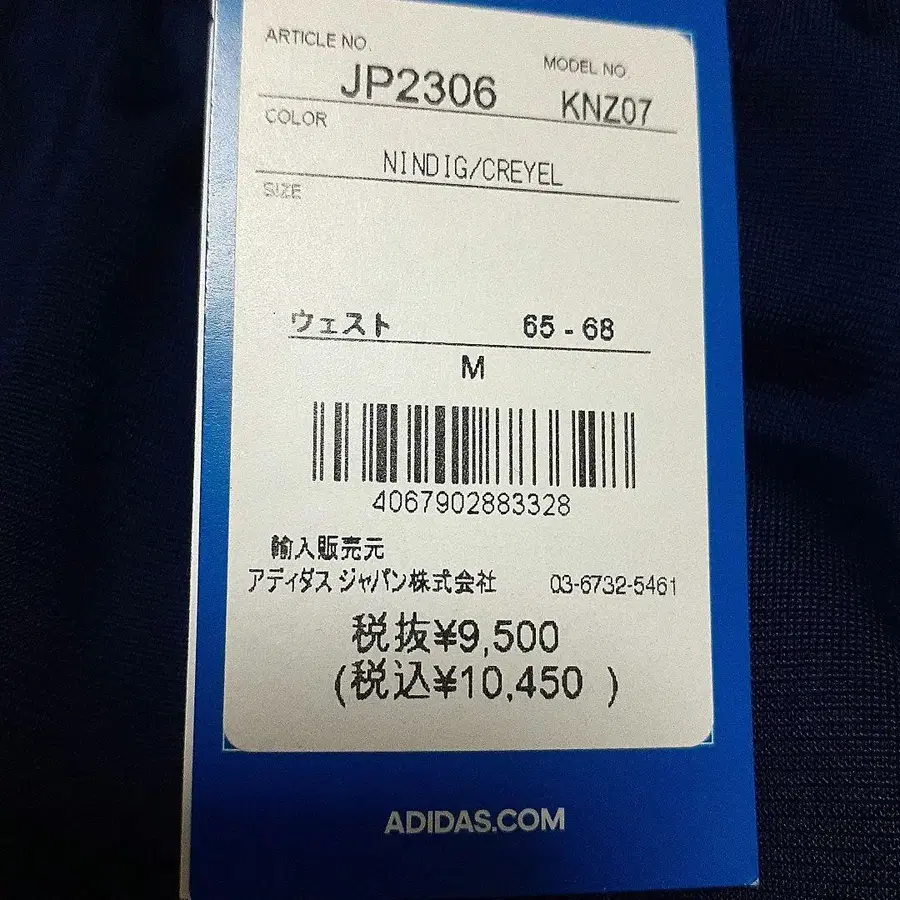 ARTICLE NO.
MODEL NO.
JP2306
KNZ07
COLOR
NINDIG/CREYEL
SIZE
ウェスト 65 - 68
M
4067902883328
輸入販売元
アディダス ジャパン株式会社 03-6732-5461
税抜¥9,500
(税込¥10,450 )
ADIDAS.COM